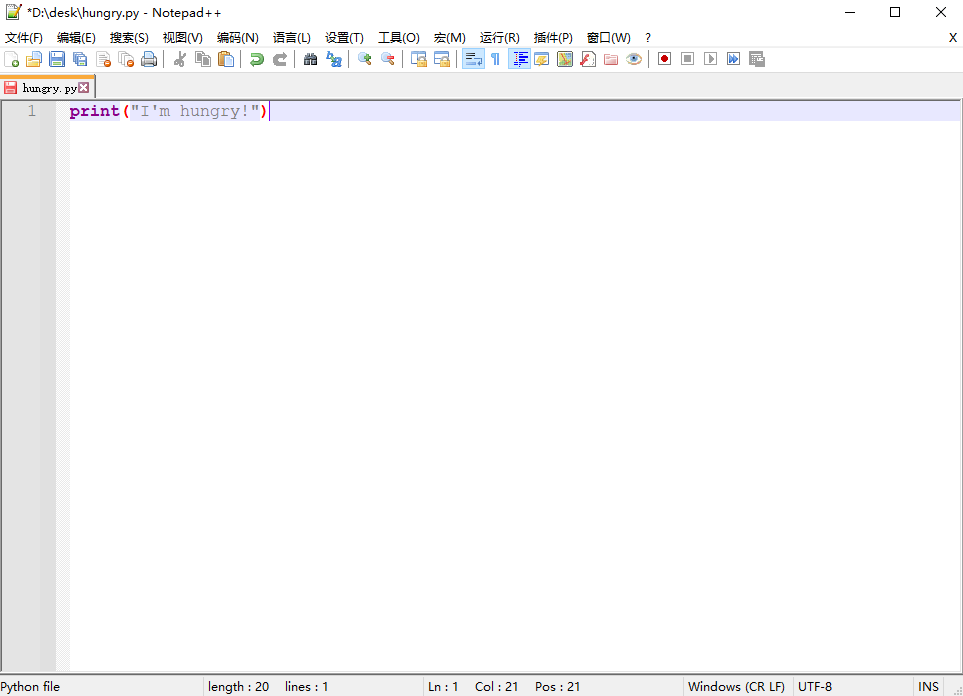 *D:\desk\hungry.py - Notepad++
文件(F) 编辑(E) 搜索(S) 视图(V) 编码(N) 语言(L) 设置(T) 工具(O) 宏(M) 运行(R) 插件(P) 窗口(W) ? X
hungry.py
1 print("I'm hungry!")
Python file length : 20 lines : 1 Ln : 1 Col : 21 Pos : 21 Windows (CR LF) UTF-8 INS